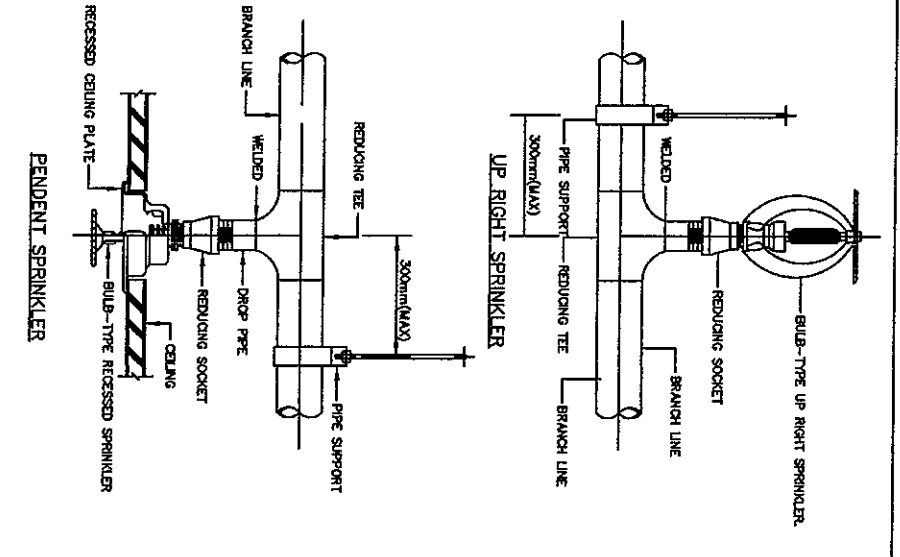 BULB-TYPE UP RIGHT SPRINKLER.
REDUCING SOCKET
WELDED
BRANCH LINE
BRANCH LINE
300mm(MAX)
PIPE SUPPORT
REDUCING TEE
UP RIGHT SPRINKLER
REDUCING TEE
BRANCH LINE
300mm(MAX)
PIPE SUPPORT
WELDED
DROP PIPE
REDUCING SOCKET
CEILING
RECESSED CEILING PLATE
BULB-TYPE RECESSED SPRINKLER
PENDENT SPRINKLER